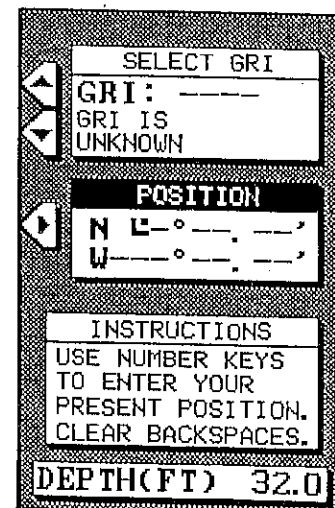 SELECT GRI
GRI: ----
GRI IS
UNKNOWN
POSITION
N --°--.--'
W---°--.--'
INSTRUCTIONS
USE NUMBER KEYS
TO ENTER YOUR
PRESENT POSITION.
CLEAR BACKSPACES.
DEPTH(FT) 32.0